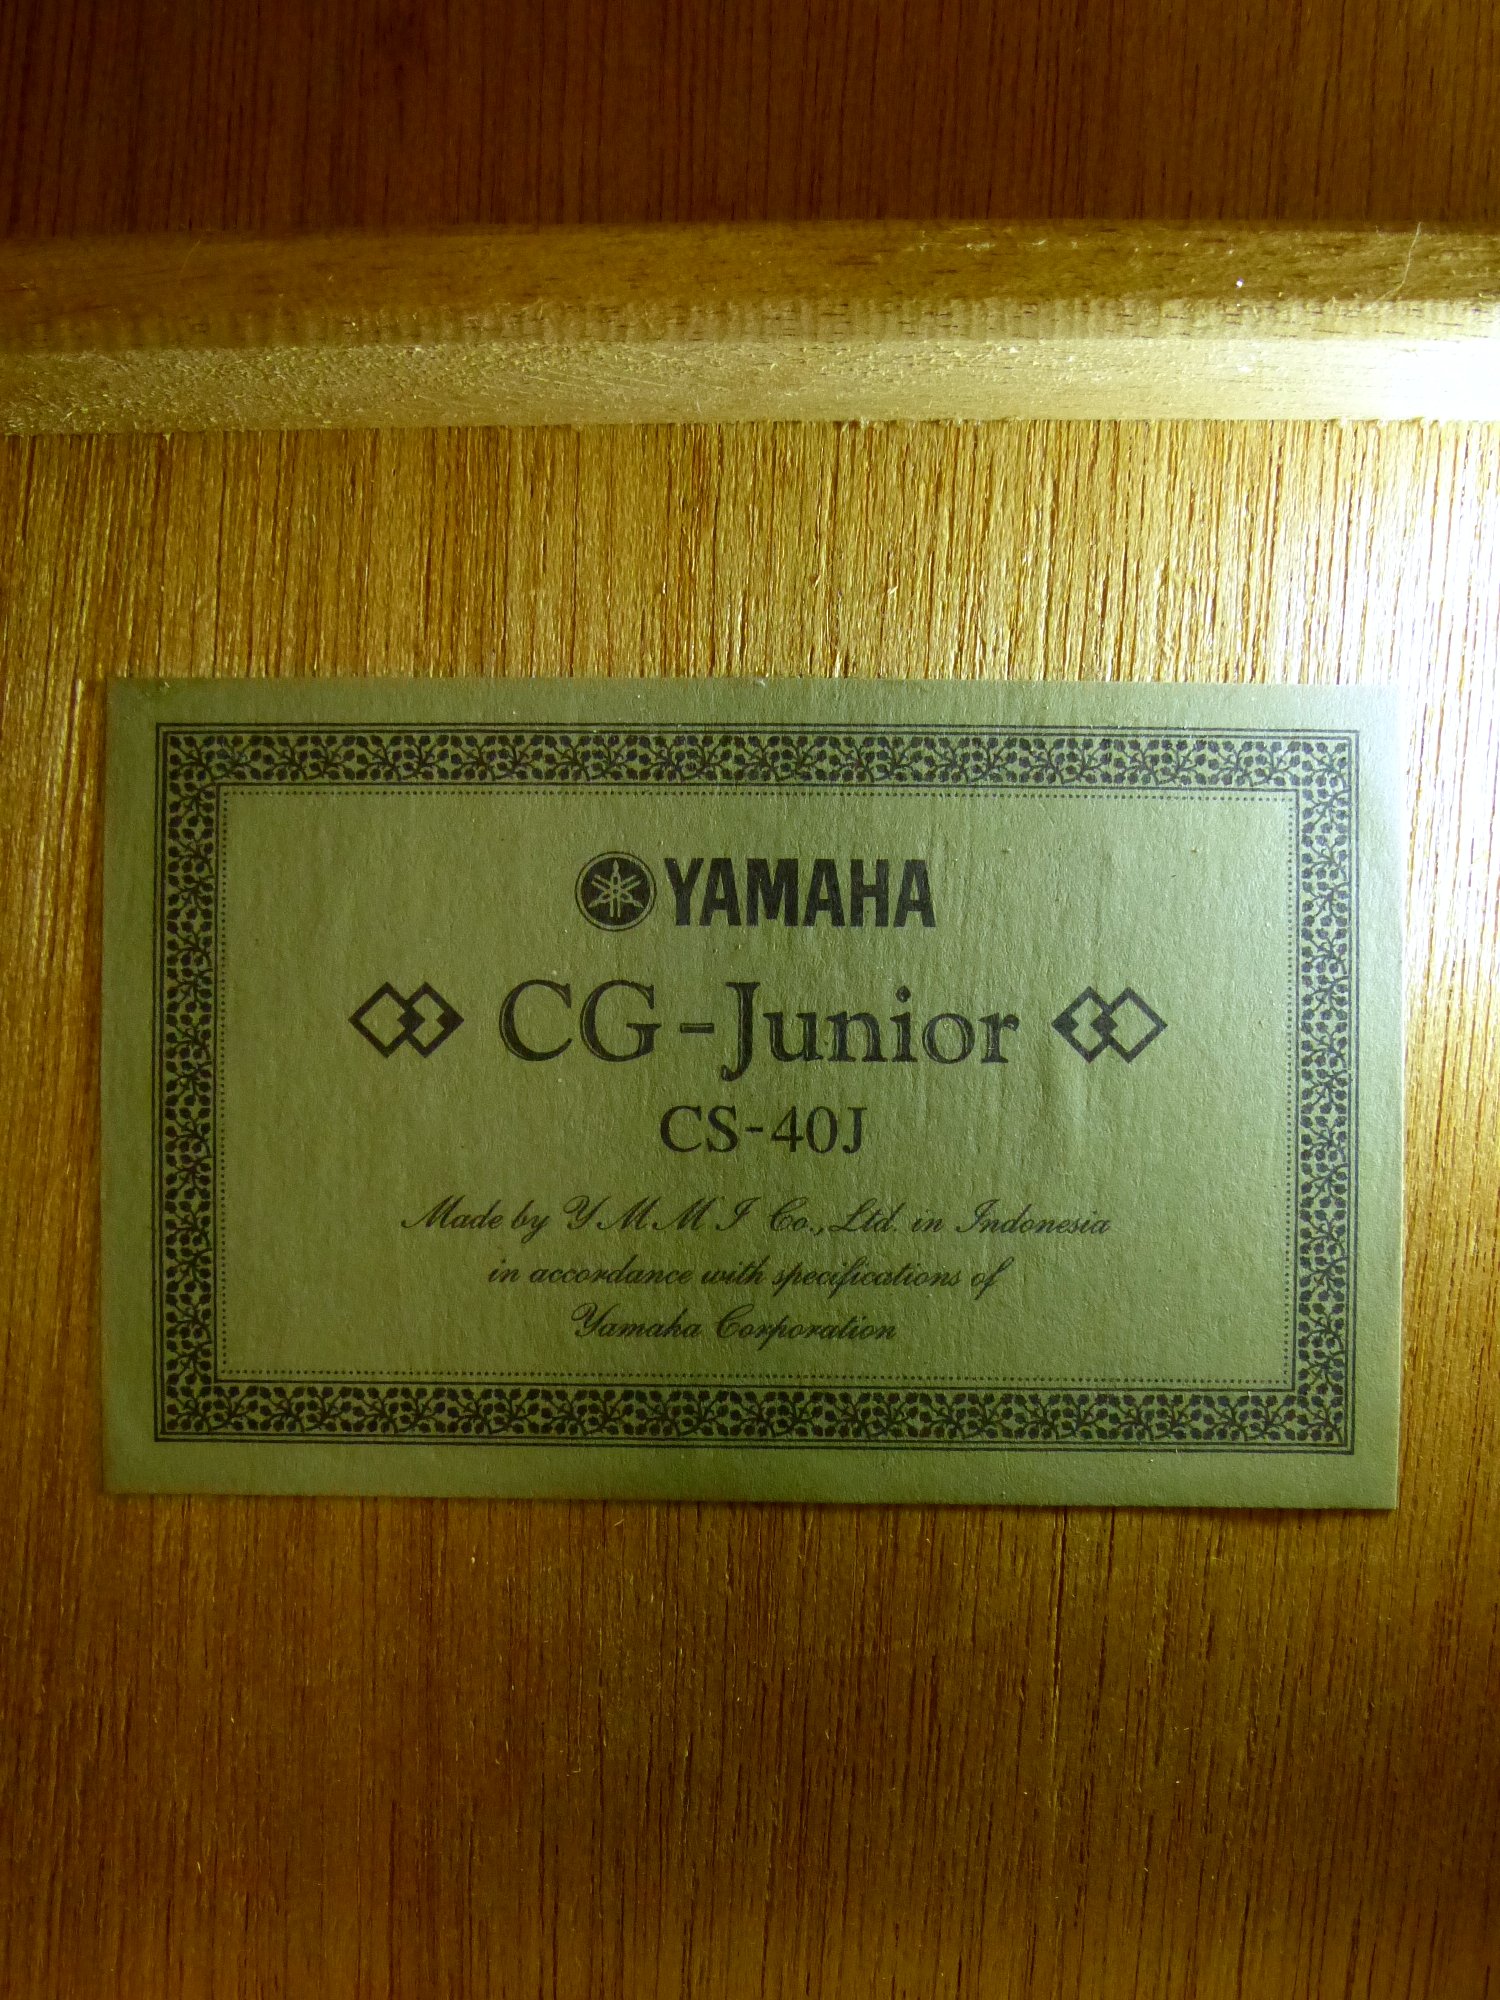 YAMAHA
CG-Junior
CS-40J
Made by YMMI Co., Ltd. in Indonesia
in accordance with specifications of
Yamaha Corporation